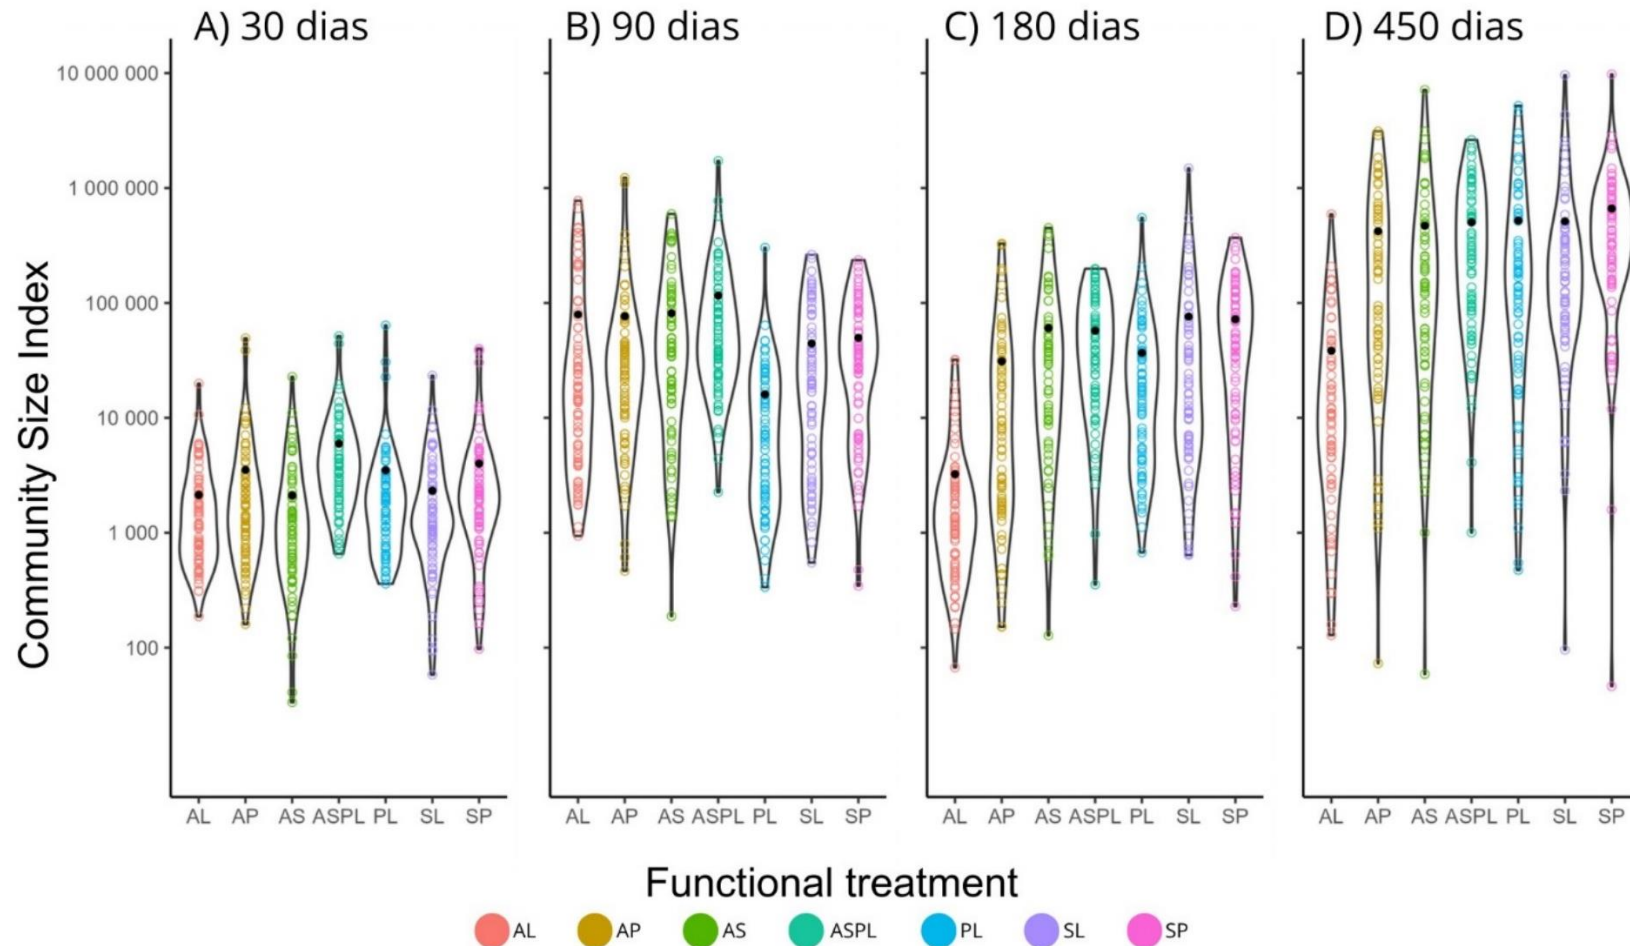 A) 30 dias
B) 90 dias
C) 180 dias
D) 450 dias
Community Size Index
10 000 000
1 000 000
100 000
10 000
1 000
100
AL AP AS ASPL PL SL SP
AL AP AS ASPL PL SL SP
AL AP AS ASPL PL SL SP
AL AP AS ASPL PL SL SP
Functional treatment
AL AP AS ASPL PL SL SP